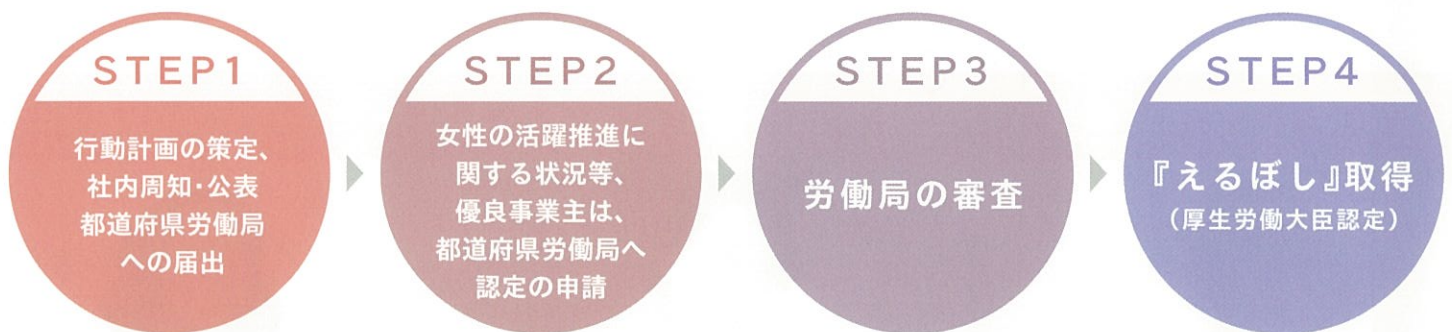 STEP1
行動計画の策定、
社内周知・公表
都道府県労働局
への届出
STEP2
女性の活躍推進に
関する状況等、
優良事業主は、
都道府県労働局へ
認定の申請
STEP3
労働局の審査
STEP4
『えるぼし』取得
(厚生労働大臣認定)